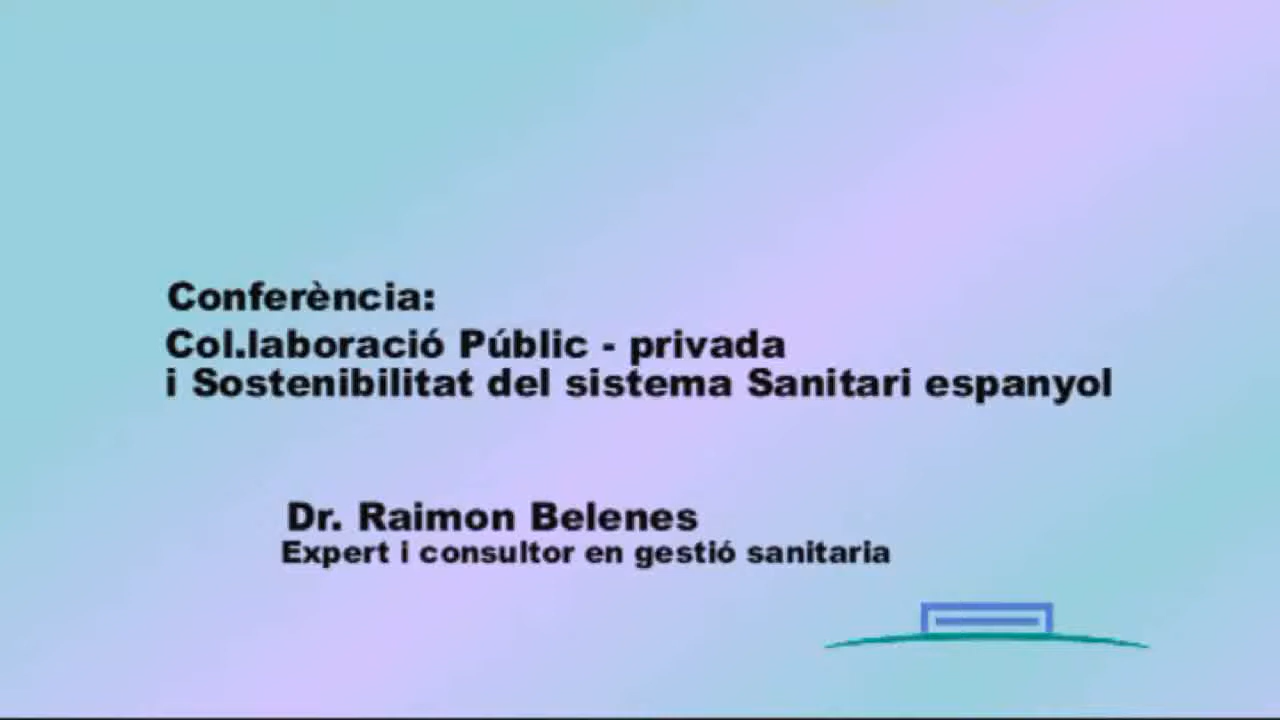 Conferència:
Col.laboració Públic - privada
i Sostenibilitat del sistema Sanitari espanyol
Dr. Raimon Belenes
Expert i consultor en gestió sanitaria